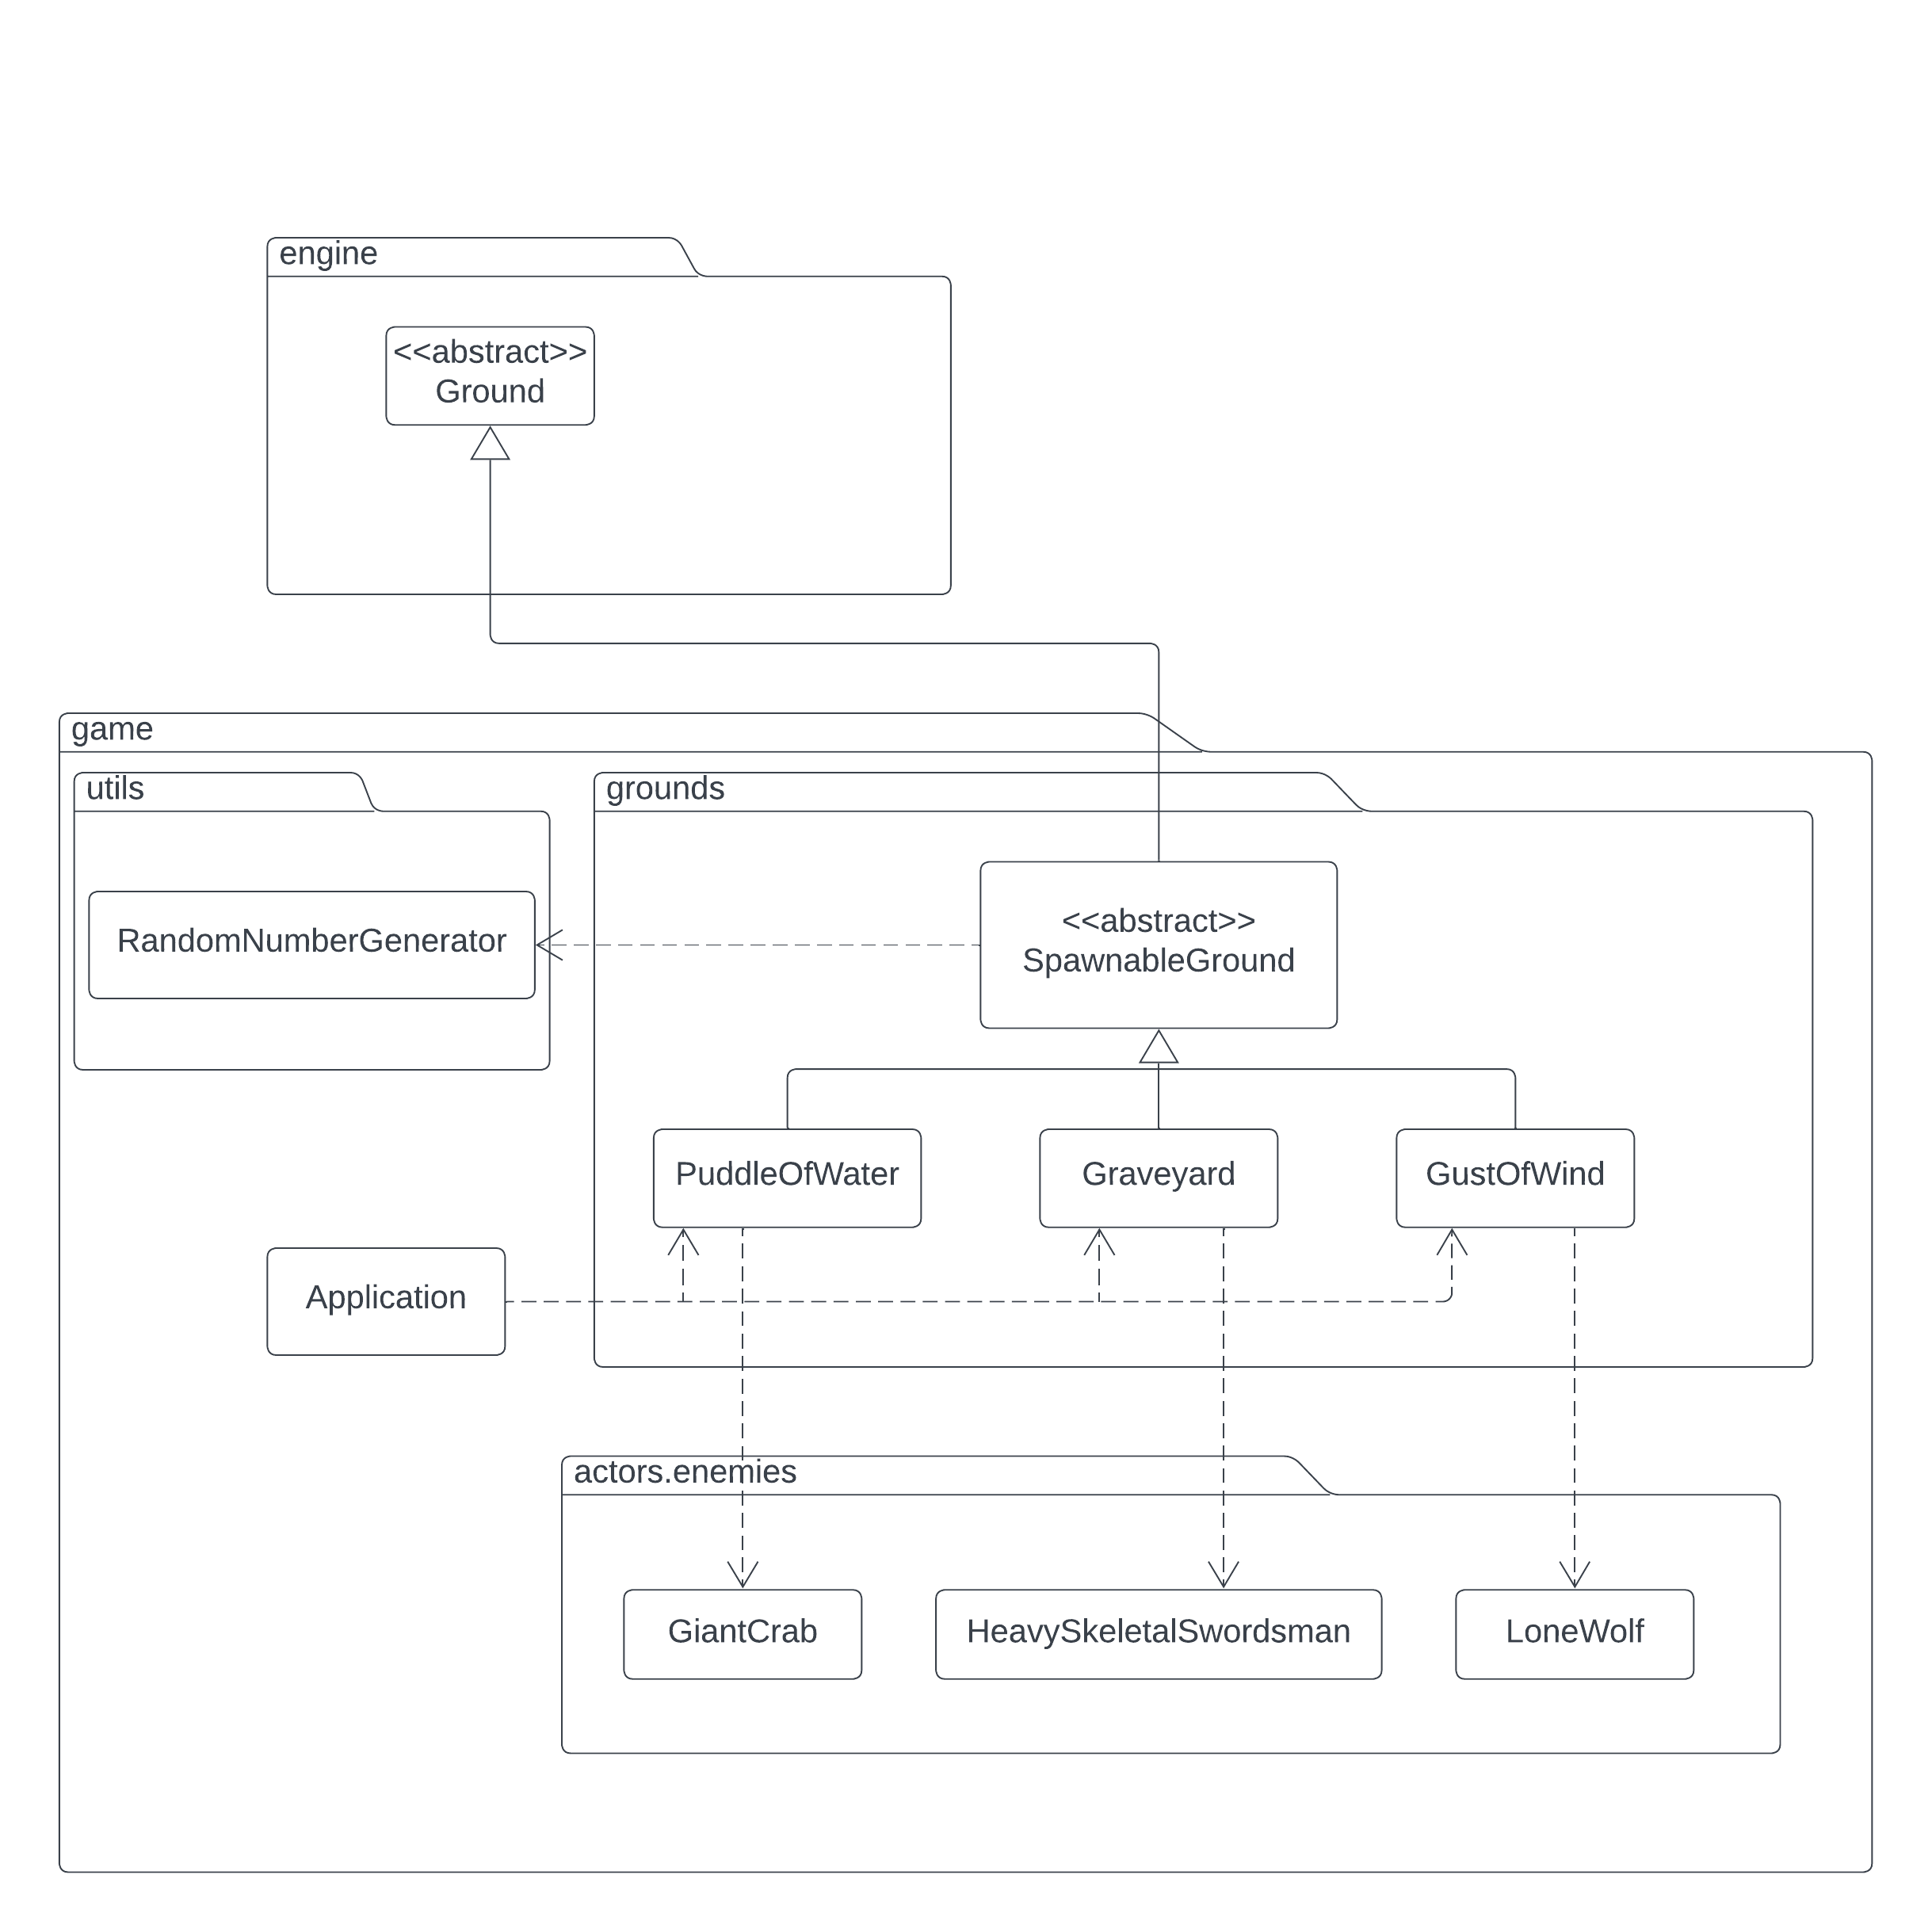 engine
<<abstract>>
Ground
game
utils
grounds
RandomNumberGenerator
<<abstract>>
SpawnableGround
PuddleOfWater
Graveyard
GustOfWind
Application
actors.enemies
GiantCrab
HeavySkeletalSwordsman
LoneWolf